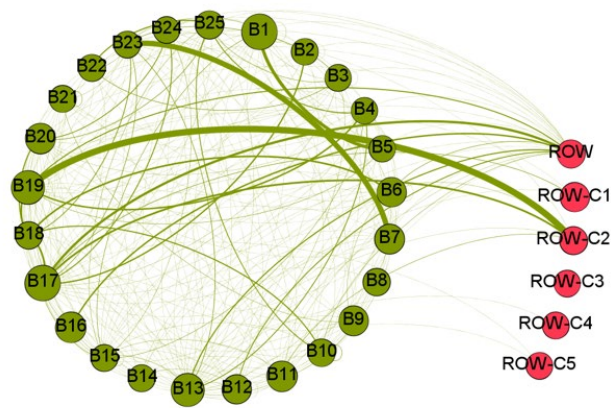 B1
B2
B3
B4
B5
B6
B7
B8
B9
B10
B11
B12
B13
B14
B15
B16
B17
B18
B19
B20
B21
B22
B23
B24
B25
ROW
ROW-C1
ROW-C2
ROW-C3
ROW-C4
ROW-C5